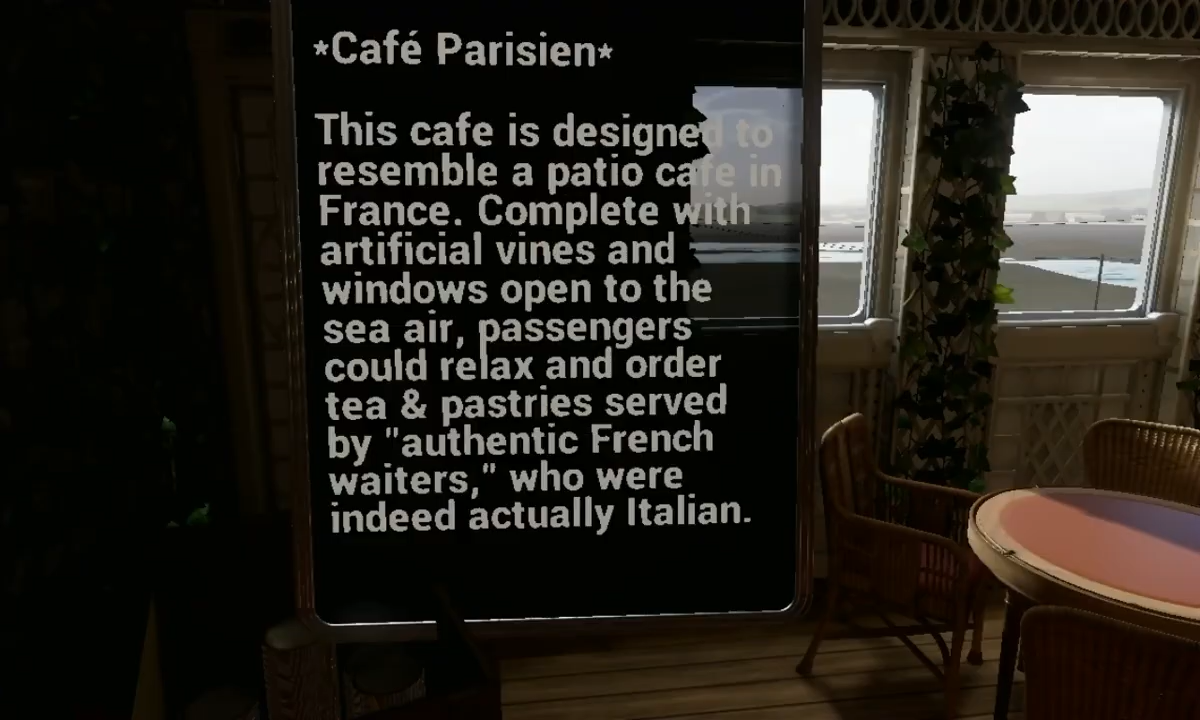 *Café Parisien*
This cafe is designed to
resemble a patio cafe in
France. Complete with
artificial vines and
windows open to the
sea air, passengers
could relax and order
tea & pastries served
by "authentic French
waiters," who were
indeed actually Italian.